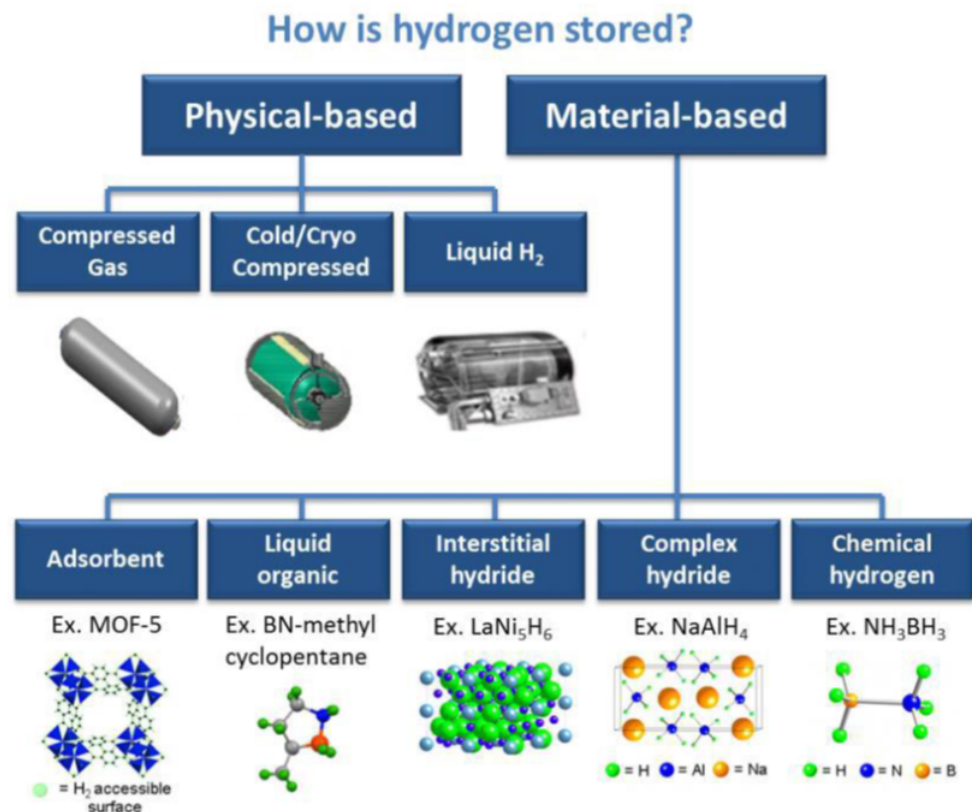 How is hydrogen stored?
Physical-based
Material-based
Compressed
Gas
Cold/Cryo
Compressed
Liquid H₂
Adsorbent
Liquid
organic
Interstitial
hydride
Complex
hydride
Chemical
hydrogen
Ex. MOF-5
Ex. BN-methyl
cyclopentane
Ex. LaNi₅H₆
Ex. NaAlH₄
Ex. NH₃BH₃
= H₂ accessible
surface
= H = Al = Na
= H = N = B